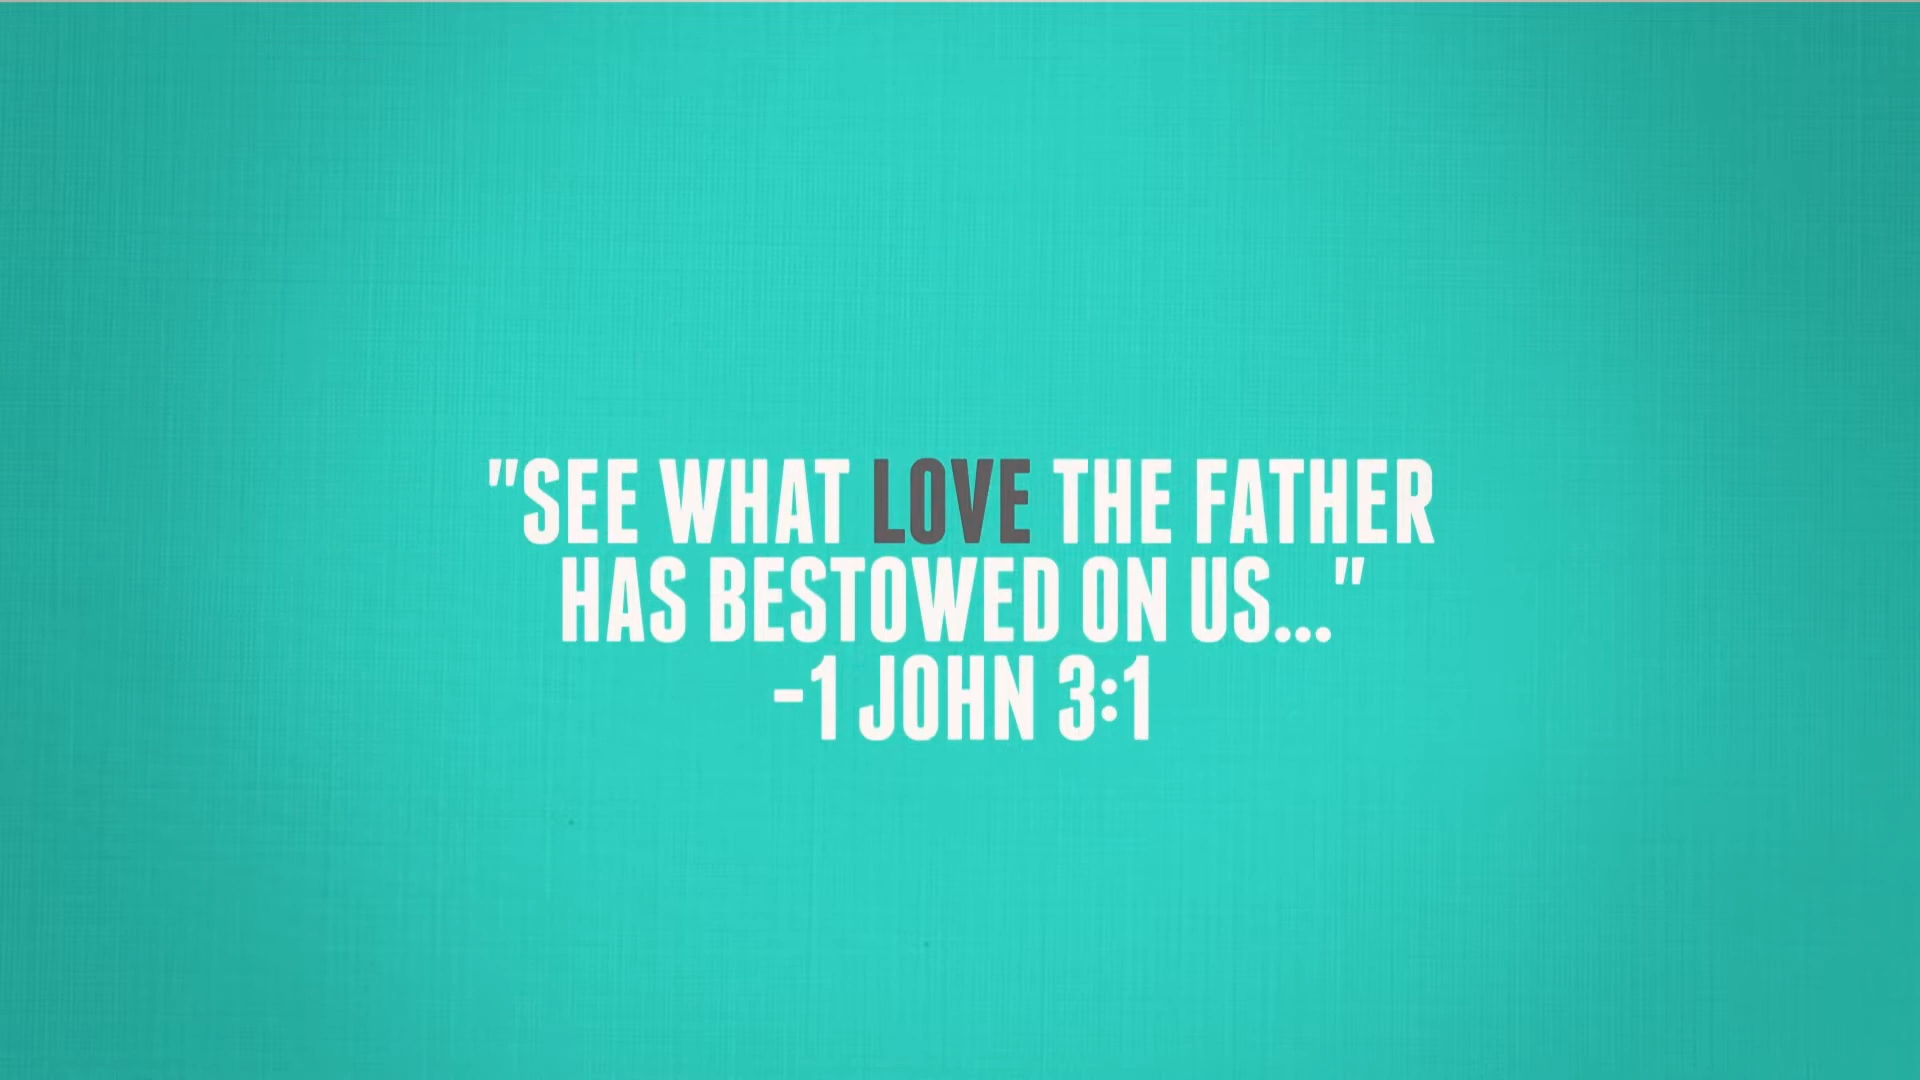 "SEE WHAT LOVE THE FATHER
HAS BESTOWED ON US..."
-1 JOHN 3:1